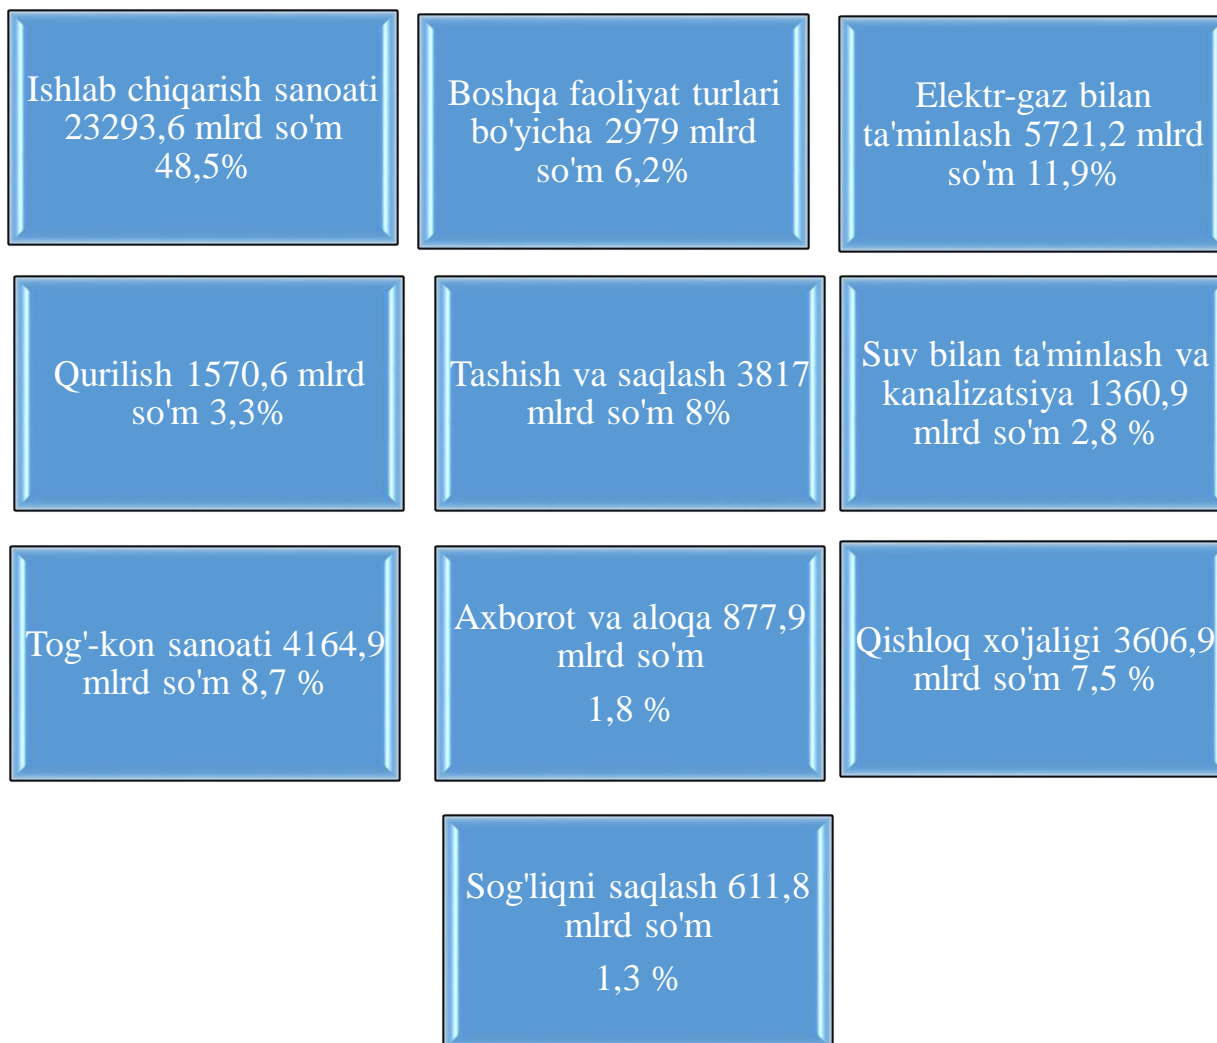 Ishlab chiqarish sanoati
23293,6 mlrd so'm
48,5%
Boshqa faoliyat turlari
bo'yicha 2979 mlrd
so'm 6,2%
Elektr-gaz bilan
ta'minlash 5721,2 mlrd
so'm 11,9%
Qurilish 1570,6 mlrd
so'm 3,3%
Tashish va saqlash 3817
mlrd so'm 8%
Suv bilan ta'minlash va
kanalizatsiya 1360,9
mlrd so'm 2,8 %
Tog'-kon sanoati 4164,9
mlrd so'm 8,7 %
Axborot va aloqa 877,9
mlrd so'm
1,8 %
Qishloq xo'jaligi 3606,9
mlrd so'm 7,5 %
Sog'liqni saqlash 611,8
mlrd so'm
1,3 %